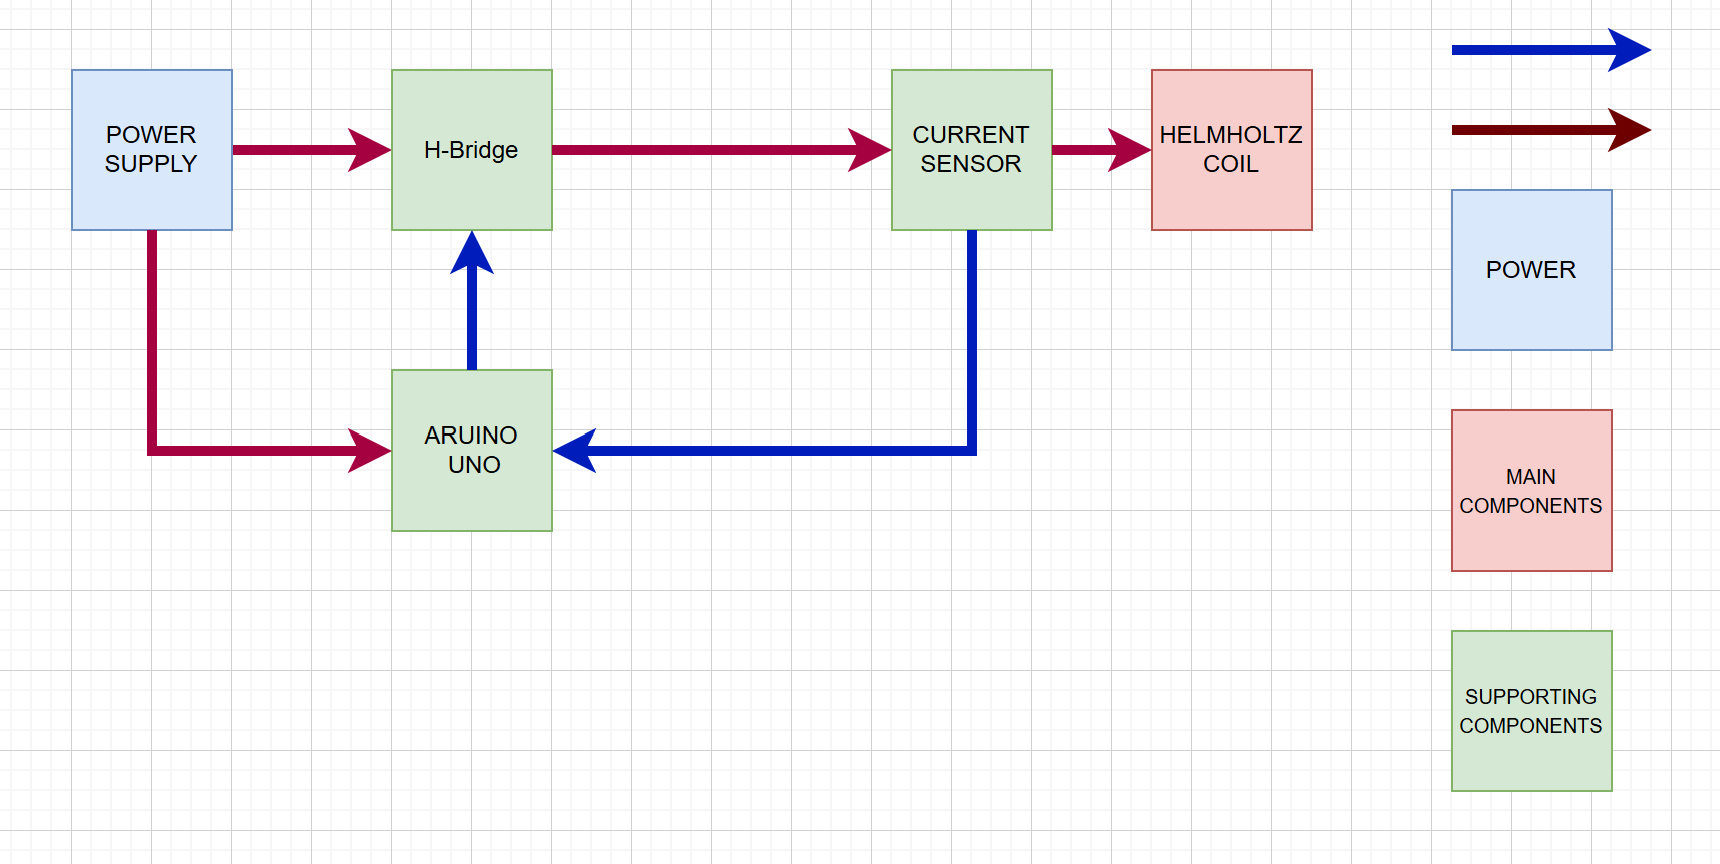 POWER
SUPPLY
H-Bridge
CURRENT
SENSOR
HELMHOLTZ
COIL
ARUINO
UNO
POWER
MAIN
COMPONENTS
SUPPORTING
COMPONENTS